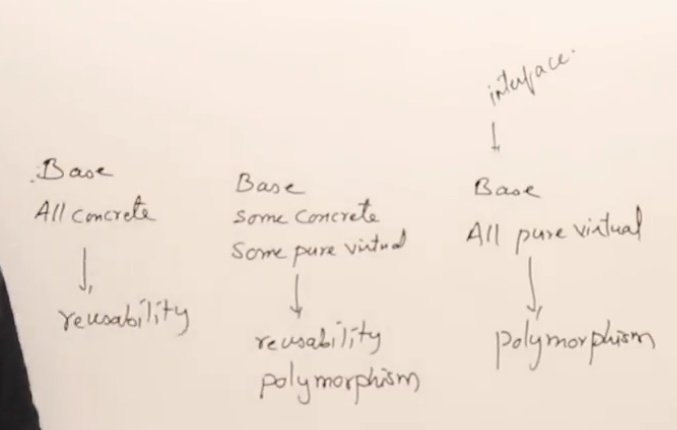 Base
All concrete
reusability
Base
Some Concrete
Some pure virtual
reusability
polymorphism
interface.
Base
All pure virtual
polymorphism